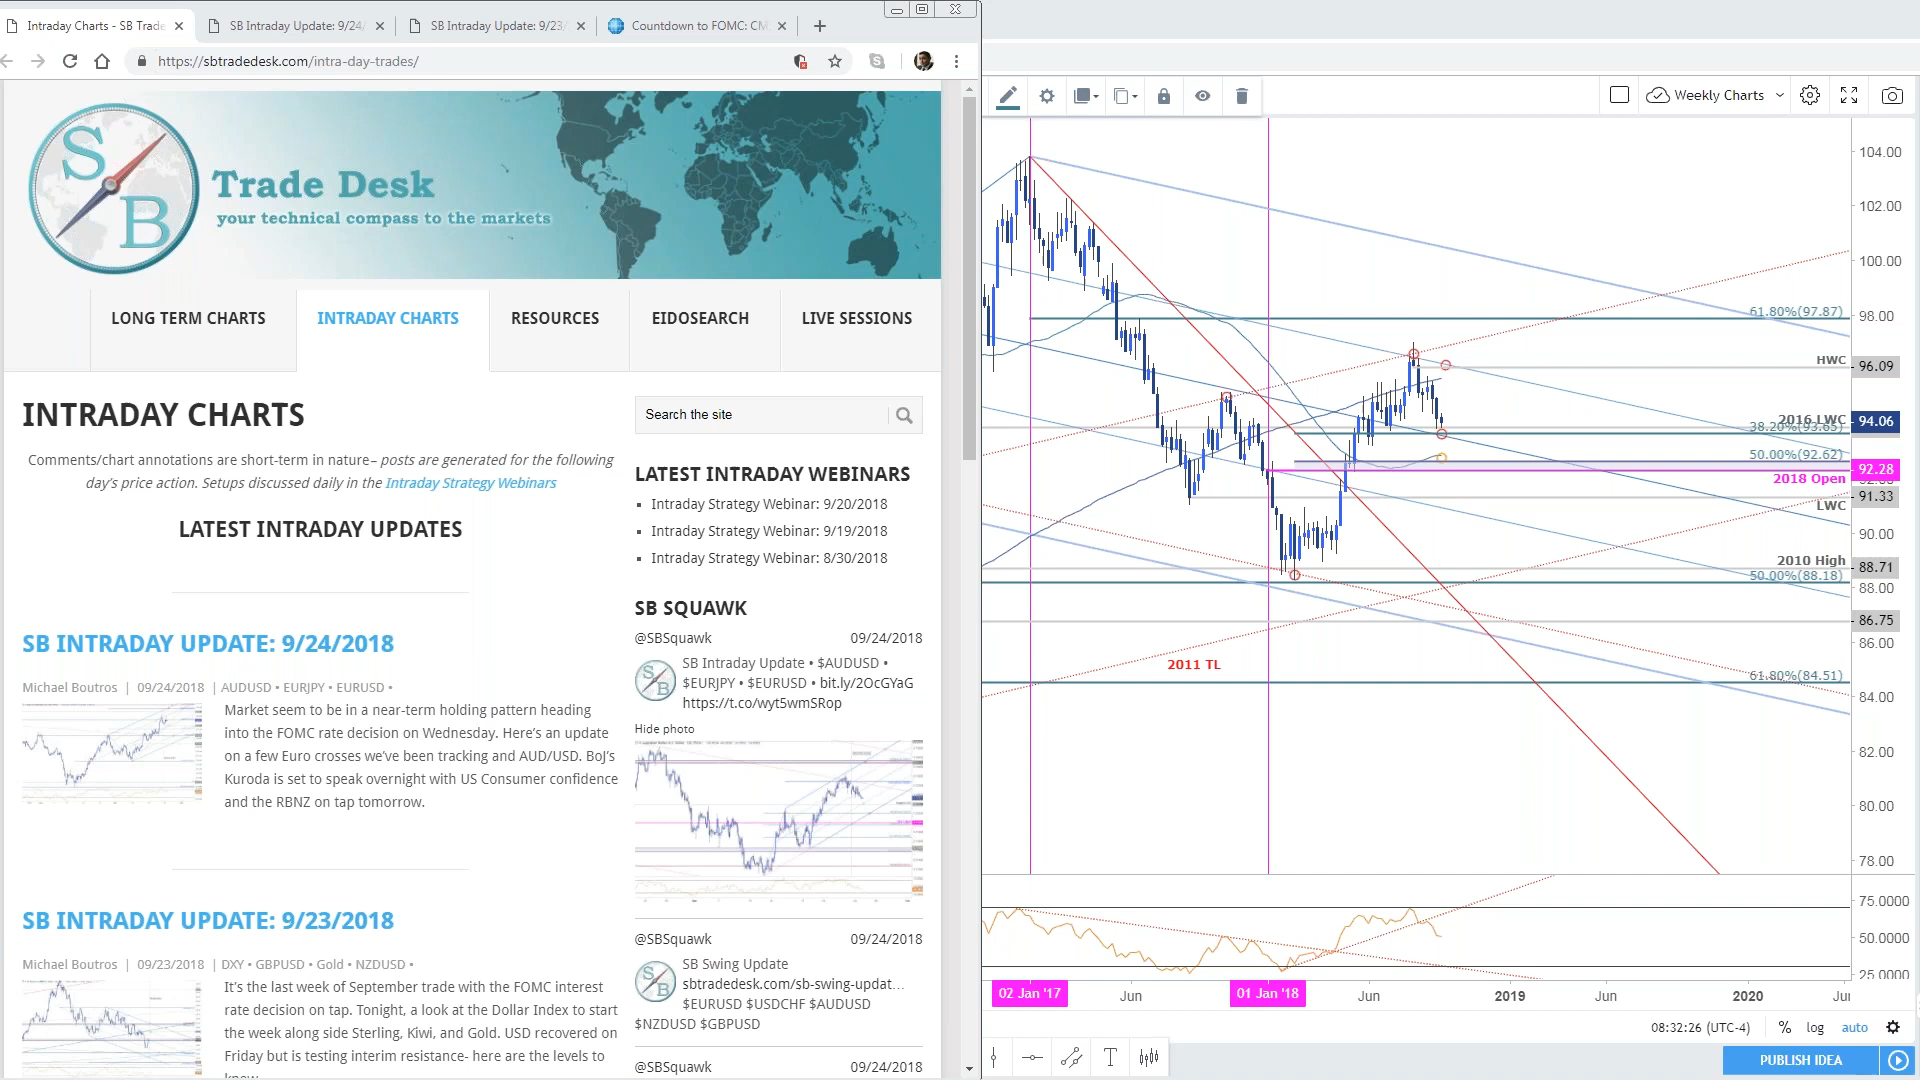 Intraday Charts - SB Trade
SB Intraday Update: 9/24/
SB Intraday Update: 9/23/
Countdown to FOMC: CM
https://sbtradedesk.com/intra-day-trades/
S
B
Trade Desk
your technical compass to the markets
LONG TERM CHARTS
INTRADAY CHARTS
RESOURCES
EIDOSEARCH
LIVE SESSIONS
INTRADAY CHARTS
Comments/chart annotations are short-term in nature– posts are generated for the following
day's price action. Setups discussed daily in the Intraday Strategy Webinars
LATEST INTRADAY UPDATES
SB INTRADAY UPDATE: 9/24/2018
Michael Boutros | 09/24/2018 | AUDUSD • EURJPY • EURUSD •
Market seem to be in a near-term holding pattern heading
into the FOMC rate decision on Wednesday. Here's an update
on a few Euro crosses we've been tracking and AUD/USD. BoJ's
Kuroda is set to speak overnight with US Consumer confidence
and the RBNZ on tap tomorrow.
SB INTRADAY UPDATE: 9/23/2018
Michael Boutros | 09/23/2018 | DXY • GBPUSD • Gold • NZDUSD •
It's the last week of September trade with the FOMC interest
rate decision on tap. Tonight, a look at the Dollar Index to start
the week along side Sterling, Kiwi, and Gold. USD recovered on
Friday but is testing interim resistance- here are the levels to
know
Search the site
LATEST INTRADAY WEBINARS
Intraday Strategy Webinar: 9/20/2018
Intraday Strategy Webinar: 9/19/2018
Intraday Strategy Webinar: 8/30/2018
SB SQUAWK
@SBSquawk 09/24/2018
SB Intraday Update • $AUDUSD •
$EURJPY • $EURUSD • bit.ly/2OcGYaG
https://t.co/wyt5wmSRop
Hide photo
@SBSquawk 09/24/2018
SB Swing Update
sbtradedesk.com/sb-swing-updat…
$EURUSD $USDCHF $AUDUSD
$NZDUSD $GBPUSD
@SBSquawk 09/24/2018
Weekly Charts
104.00
102.00
100.00
61.80%(97.87)
98.00
HWC
96.09
2016 LWC
38.20%(93.65)
94.06
50.00%(92.62)
92.28
2018 Open
91.33
LWC
90.00
2010 High
88.71
50.00%(88.18)
88.00
86.75
86.00
2011 TL
61.80%(84.51)
84.00
82.00
80.00
78.00
75.0000
50.0000
25.0000
02 Jan '17
Jun
01 Jan '18
Jun
2019
Jun
2020
08:32:26 (UTC-4)
%
log
auto
T
PUBLISH IDEA